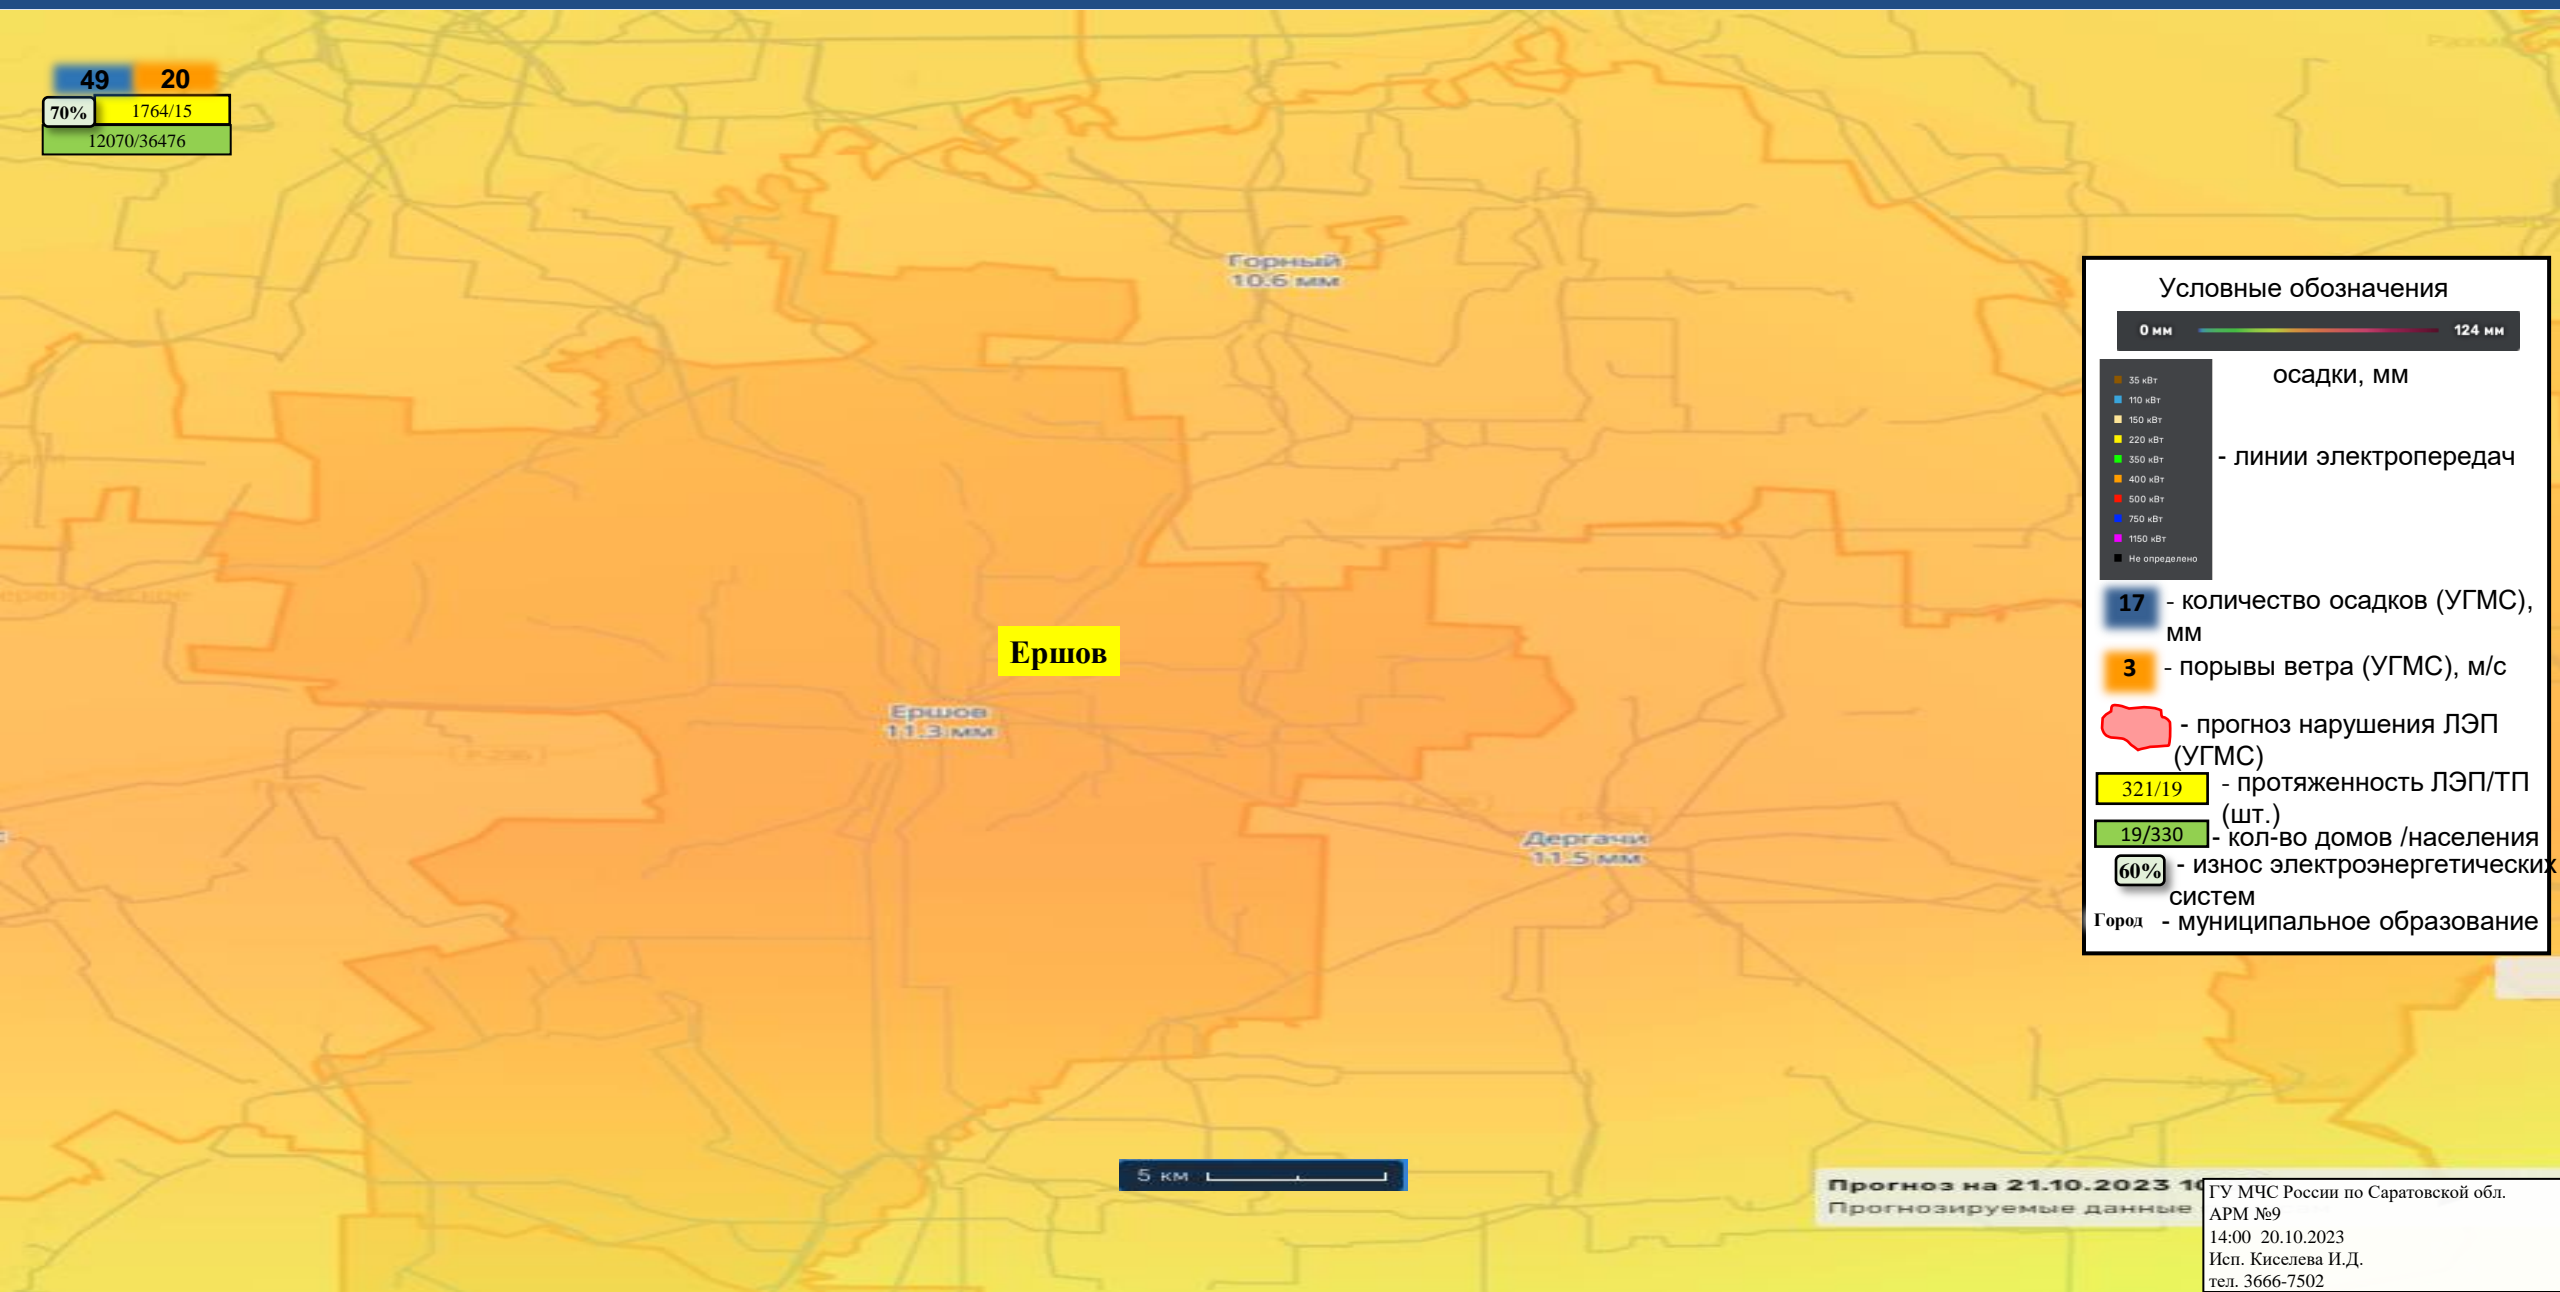 49 20
70% 1764/15
12070/36476
Горный
10.6 мм
Ершов
Ершов
11.3 мм
Дергачи
11.5 мм
Условные обозначения
0 мм 124 мм
осадки, мм
35 кВт
110 кВт
150 кВт
220 кВт
350 кВт
400 кВт
500 кВт
750 кВт
1150 кВт
Не определено
- линии электропередач
17 - количество осадков (УГМС),
мм
3 - порывы ветра (УГМС), м/с
- прогноз нарушения ЛЭП
(УГМС)
321/19 - протяженность ЛЭП/ТП
(шт.)
19/330 - кол-во домов /населения
60% - износ электроэнергетических
систем
Город - муниципальное образование
5 км
Прогноз на 21.10.2023 1
Прогнозируемые данные
ГУ МЧС России по Саратовской обл.
АРМ №9
14:00 20.10.2023
Исп. Киселева И.Д.
тел. 3666-7502